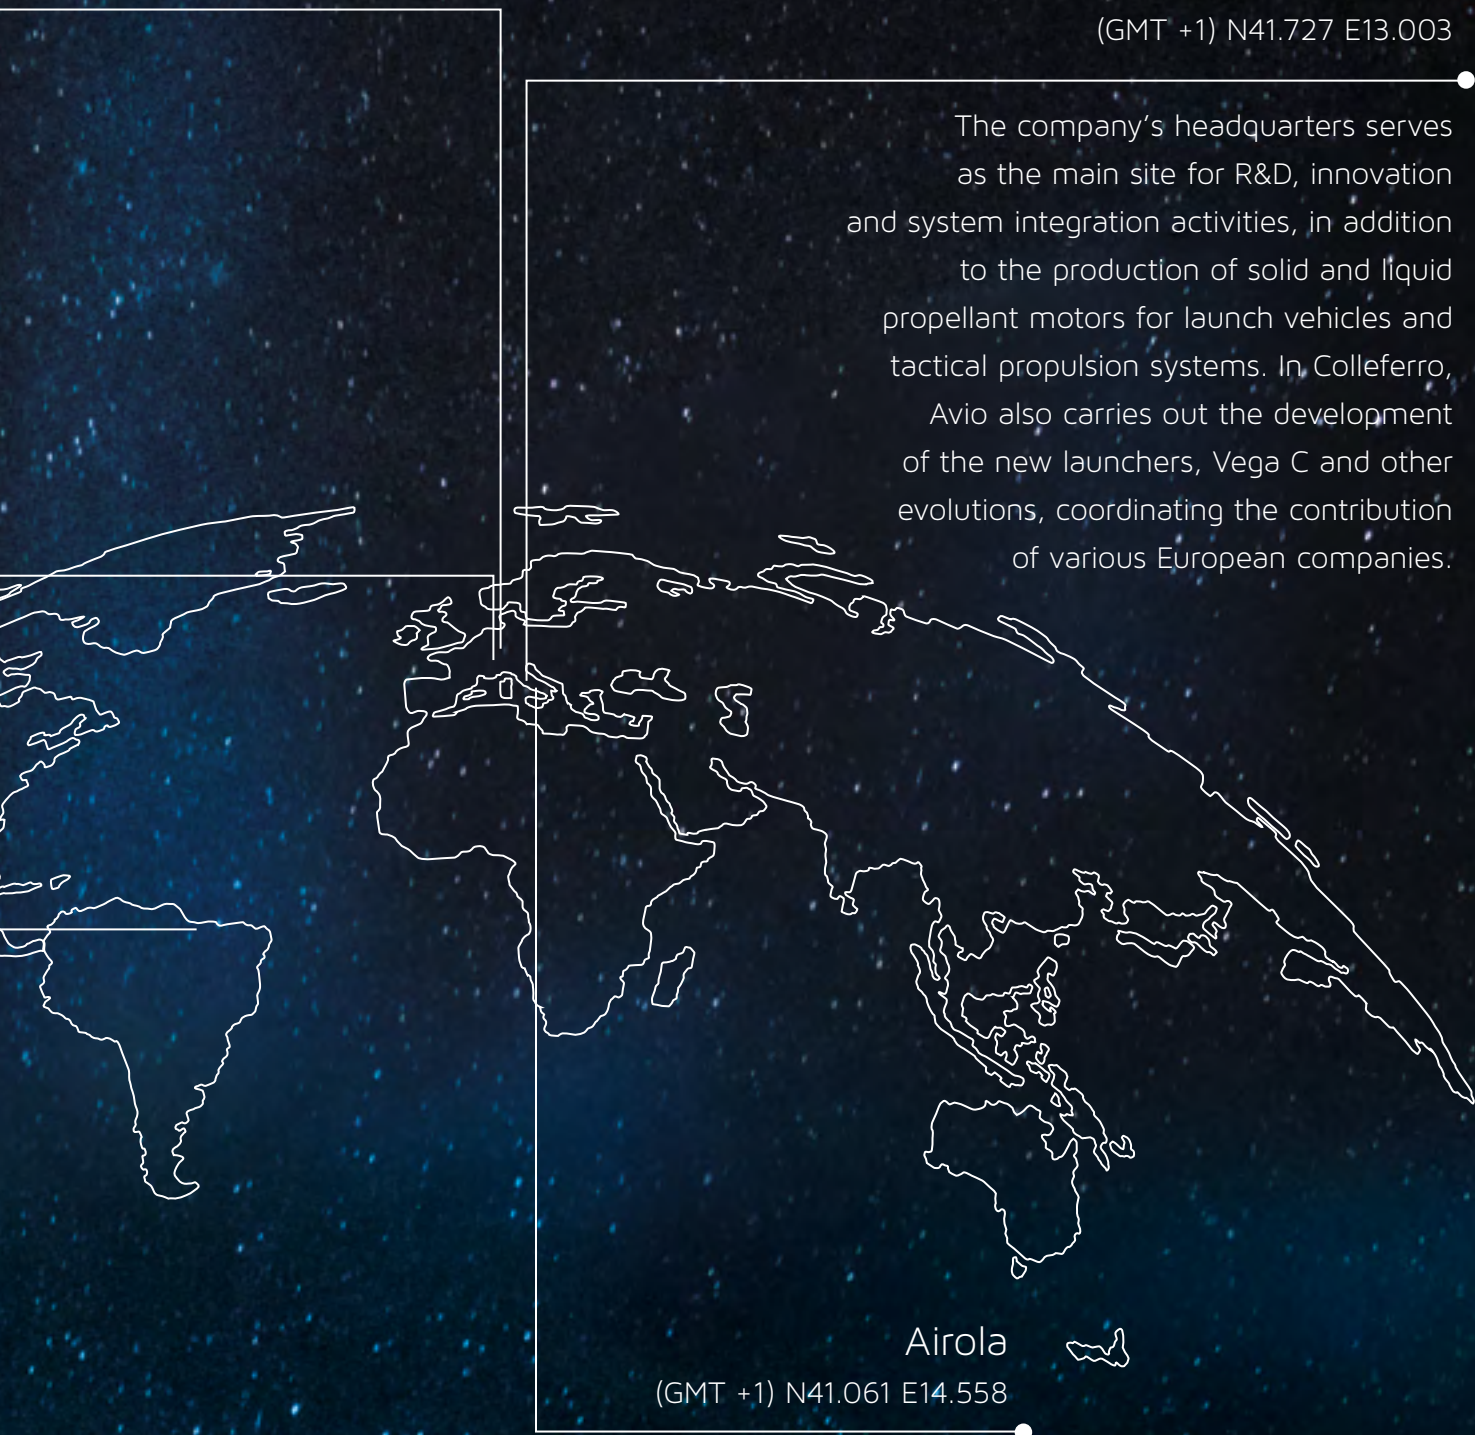 (GMT +1) N41.727 E13.003
The company’s headquarters serves
as the main site for R&D, innovation
and system integration activities, in addition
to the production of solid and liquid
propellant motors for launch vehicles and
tactical propulsion systems. In Colleferro,
Avio also carries out the development
of the new launchers, Vega C and other
evolutions, coordinating the contribution
of various European companies.
Airola
(GMT +1) N41.061 E14.558